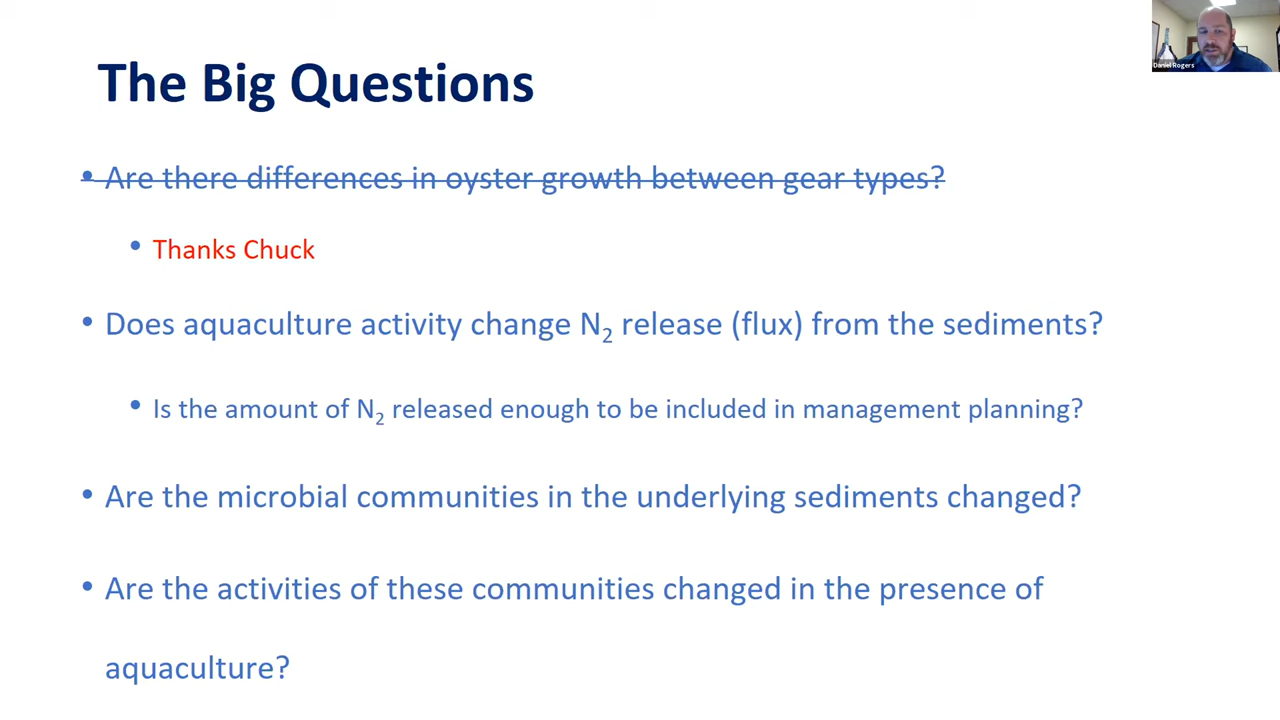 Daniel Rogers
The Big Questions
• Are there differences in oyster growth between gear types?
• Thanks Chuck
• Does aquaculture activity change N₂ release (flux) from the sediments?
• Is the amount of N₂ released enough to be included in management planning?
• Are the microbial communities in the underlying sediments changed?
• Are the activities of these communities changed in the presence of
aquaculture?